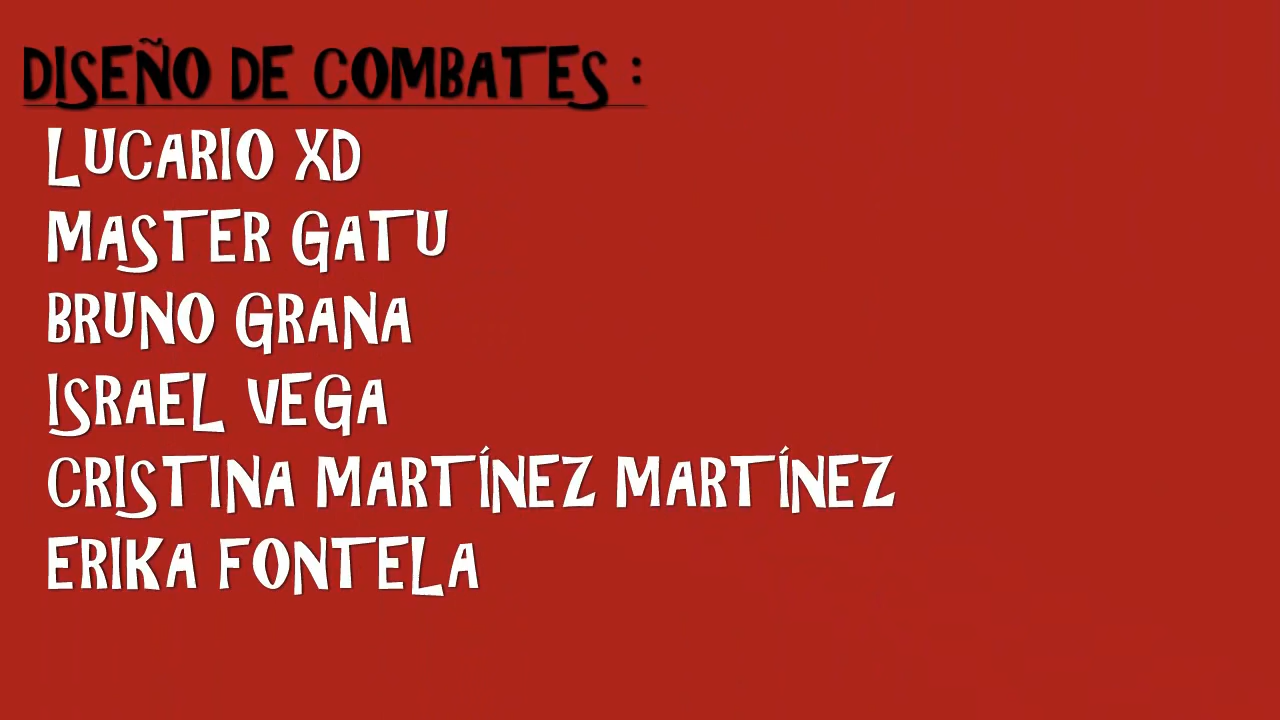 DISEÑO DE COMBATES :
LUCARIO XD
MASTER GATU
BRUNO GRANA
ISRAEL VEGA
CRISTINA MARTÍNEZ MARTÍNEZ
ERIKA FONTELA